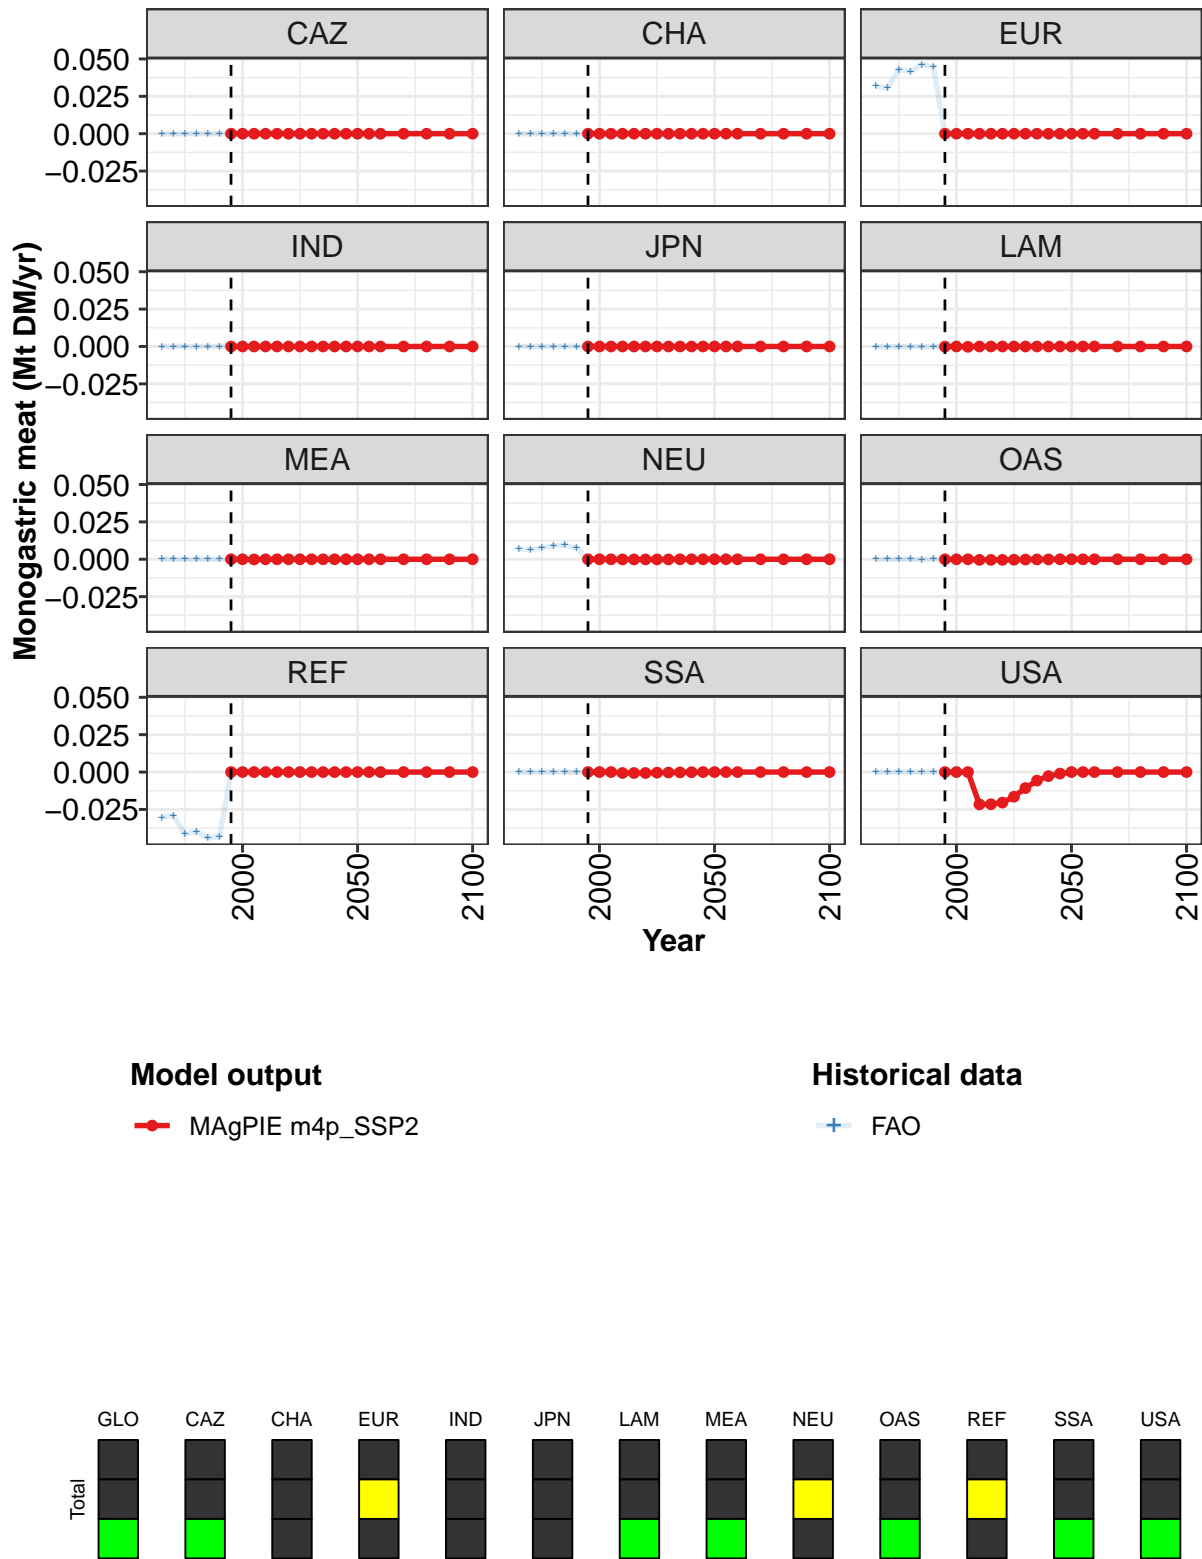 CAZ CHA EUR
0.050
0.025
0.000
−0.025
IND JPN LAM
0.050
0.025
0.000
−0.025
MEA NEU OAS
0.050
0.025
0.000
−0.025
REF SSA USA
0.050
0.025
0.000
−0.025
2000 2050 2100 2000 2050 2100 2000 2050 2100
Monogastric meat (Mt DM/yr)
Year
Model output
MAgPIE m4p_SSP2
Historical data
FAO
GLO CAZ CHA EUR IND JPN LAM MEA NEU OAS REF SSA USA
Total